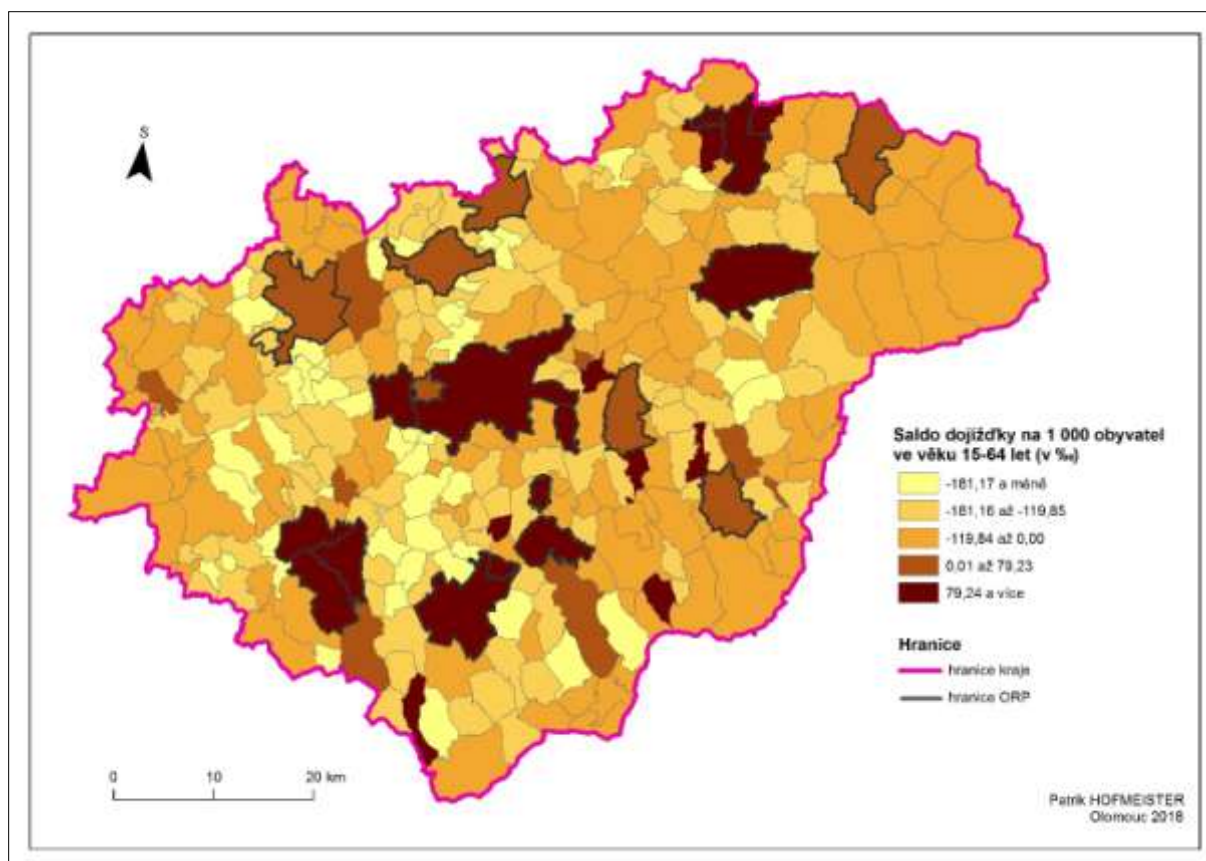 S
Saldo dojížďky na 1 000 obyvatel
ve věku 15-64 let (v ‰)
-181,17 a méně
-181,16 až -119,85
-119,84 až 0,00
0,01 až 79,23
79,24 a více
Hranice
hranice kraje
hranice ORP
0 10 20 km
Patrik HOFMEISTER
Olomouc 2018